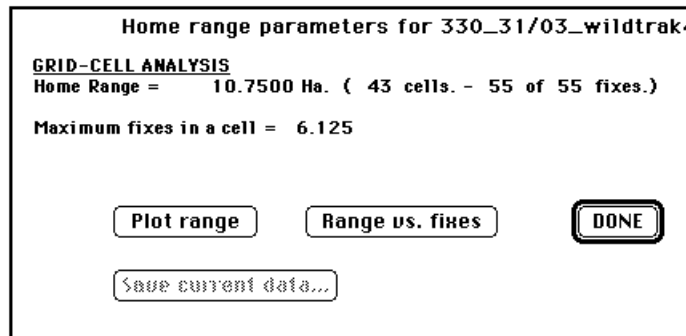 Home range parameters for 330_31/03_wildtrak
GRID-CELL ANALYSIS
Home Range = 10.7500 Ha. ( 43 cells. - 55 of 55 fixes.)
Maximum fixes in a cell = 6.125
Plot range
Range vs. fixes
DONE
Save current data...